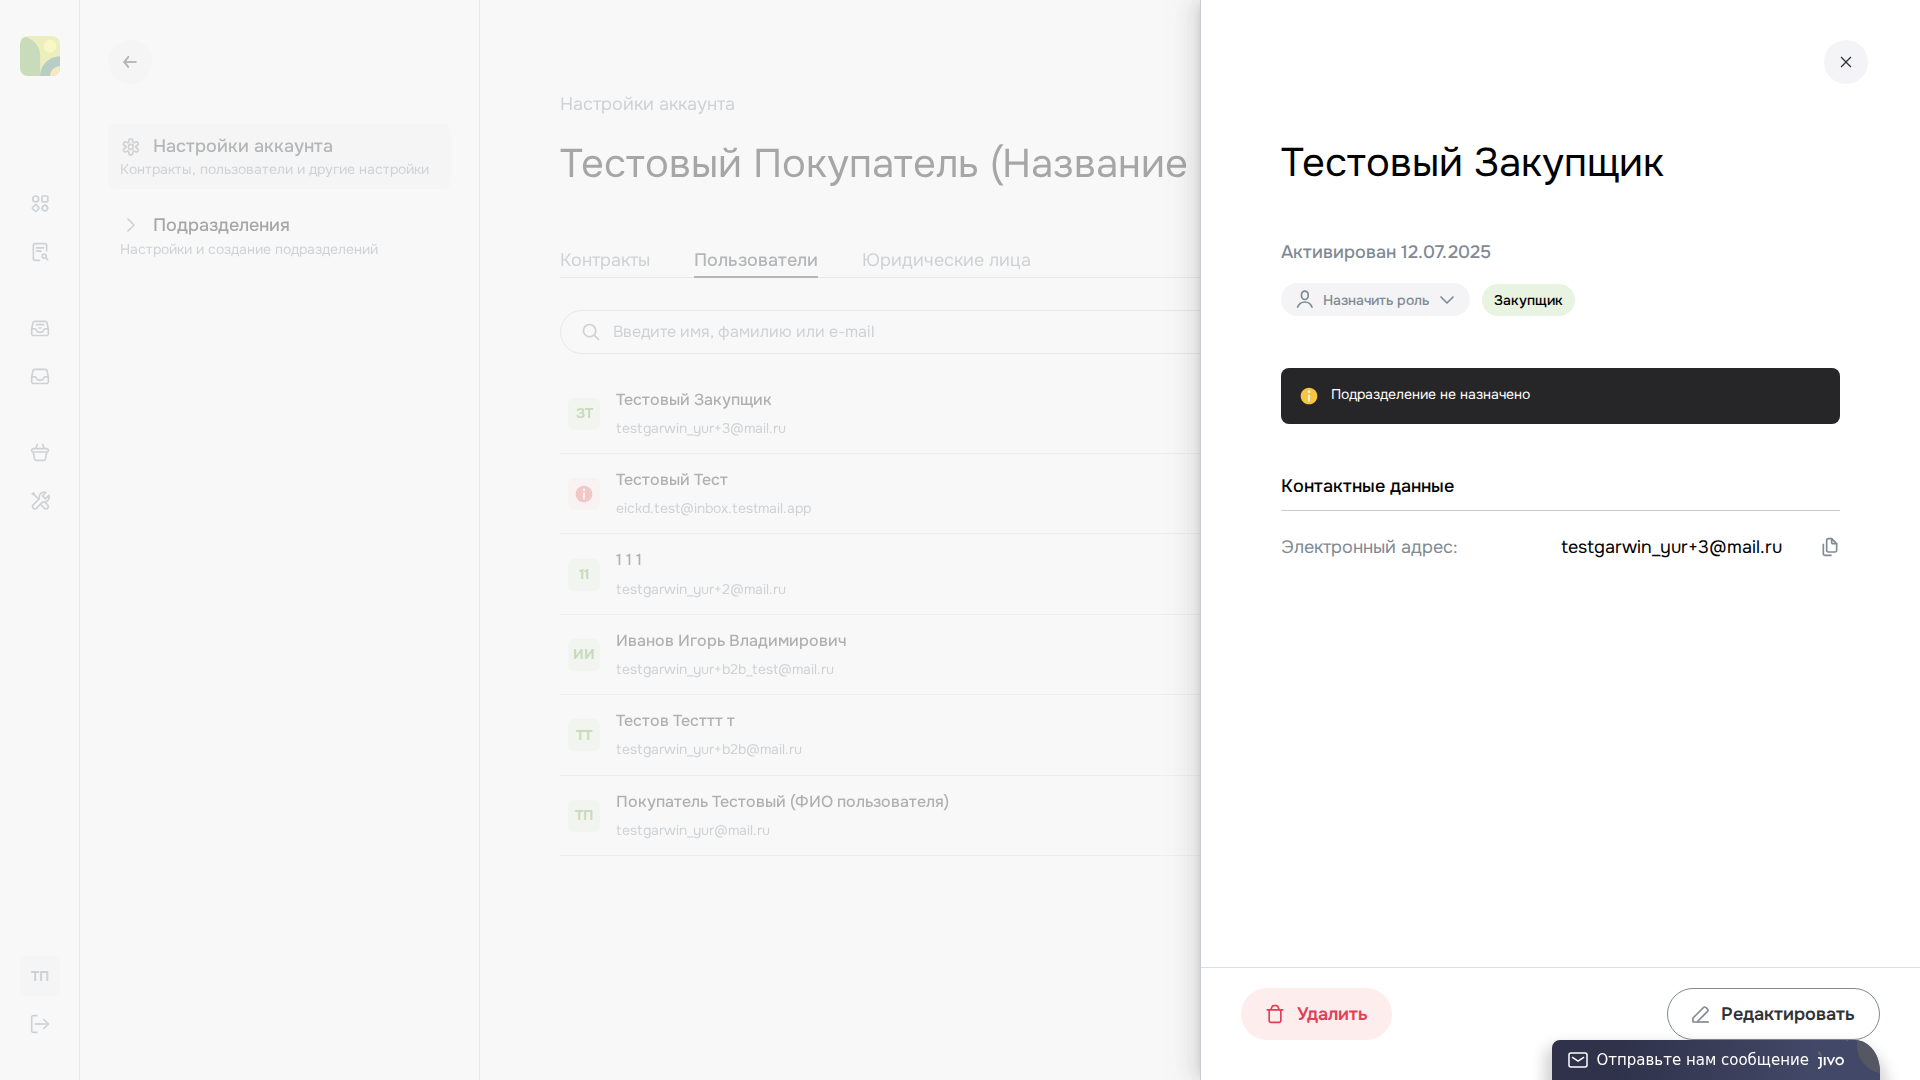 Настройки аккаунта
Контракты, пользователи и другие настройки
Подразделения
Настройки и создание подразделений
ТП
Настройки аккаунта
Тестовый Покупатель (Название
Контракты
Пользователи
Юридические лица
Введите имя, фамилию или e-mail
ЗТ
Тестовый Закупщик
testgarwin_yur+3@mail.ru
Тестовый Тест
eickd.test@inbox.testmail.app
11
1 1 1
testgarwin_yur+2@mail.ru
ИИ
Иванов Игорь Владимирович
testgarwin_yur+b2b_test@mail.ru
ТТ
Тестов Тесттт т
testgarwin_yur+b2b@mail.ru
ТП
Покупатель Тестовый (ФИО пользователя)
testgarwin_yur@mail.ru
Тестовый Закупщик
Активирован 12.07.2025
Назначить роль
Закупщик
Подразделение не назначено
Контактные данные
Электронный адрес:
testgarwin_yur+3@mail.ru
Удалить
Редактировать
Отправьте нам сообщение jivo